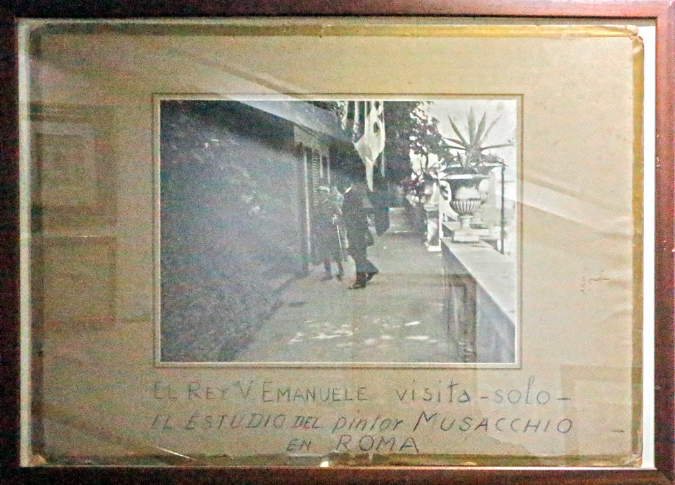 EL REY V. EMANUELE visita - solo -
EL ESTUDIO DEL pintor MUSACCHIO
EN ROMA